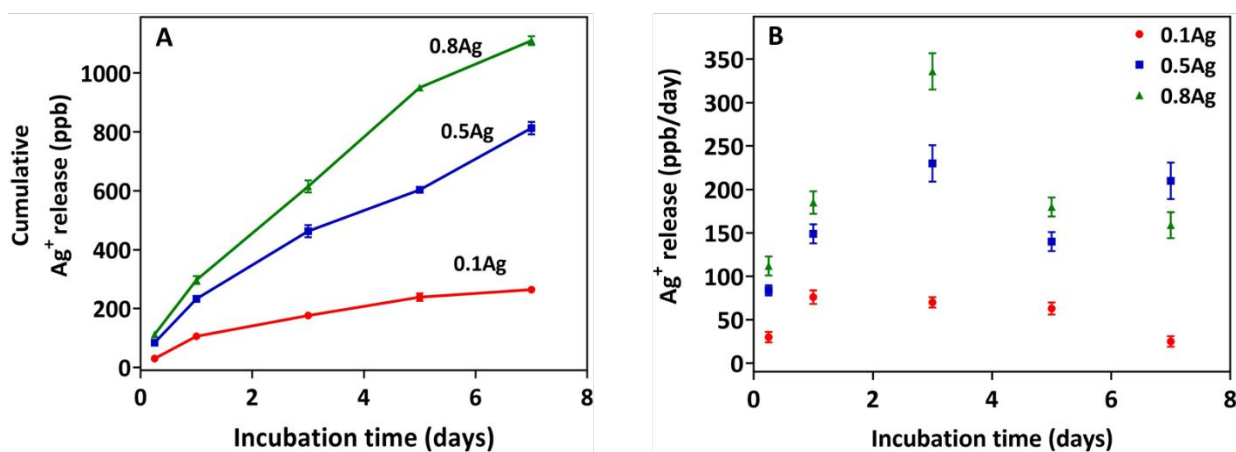 A
0.8Ag
0.5Ag
0.1Ag
Cumulative
Ag⁺ release (ppb)
1000
800
600
400
200
0
0
2
4
6
8
Incubation time (days)
B
0.1Ag
0.5Ag
0.8Ag
Ag⁺ release (ppb/day)
350
300
250
200
150
100
50
0
0
2
4
6
8
Incubation time (days)